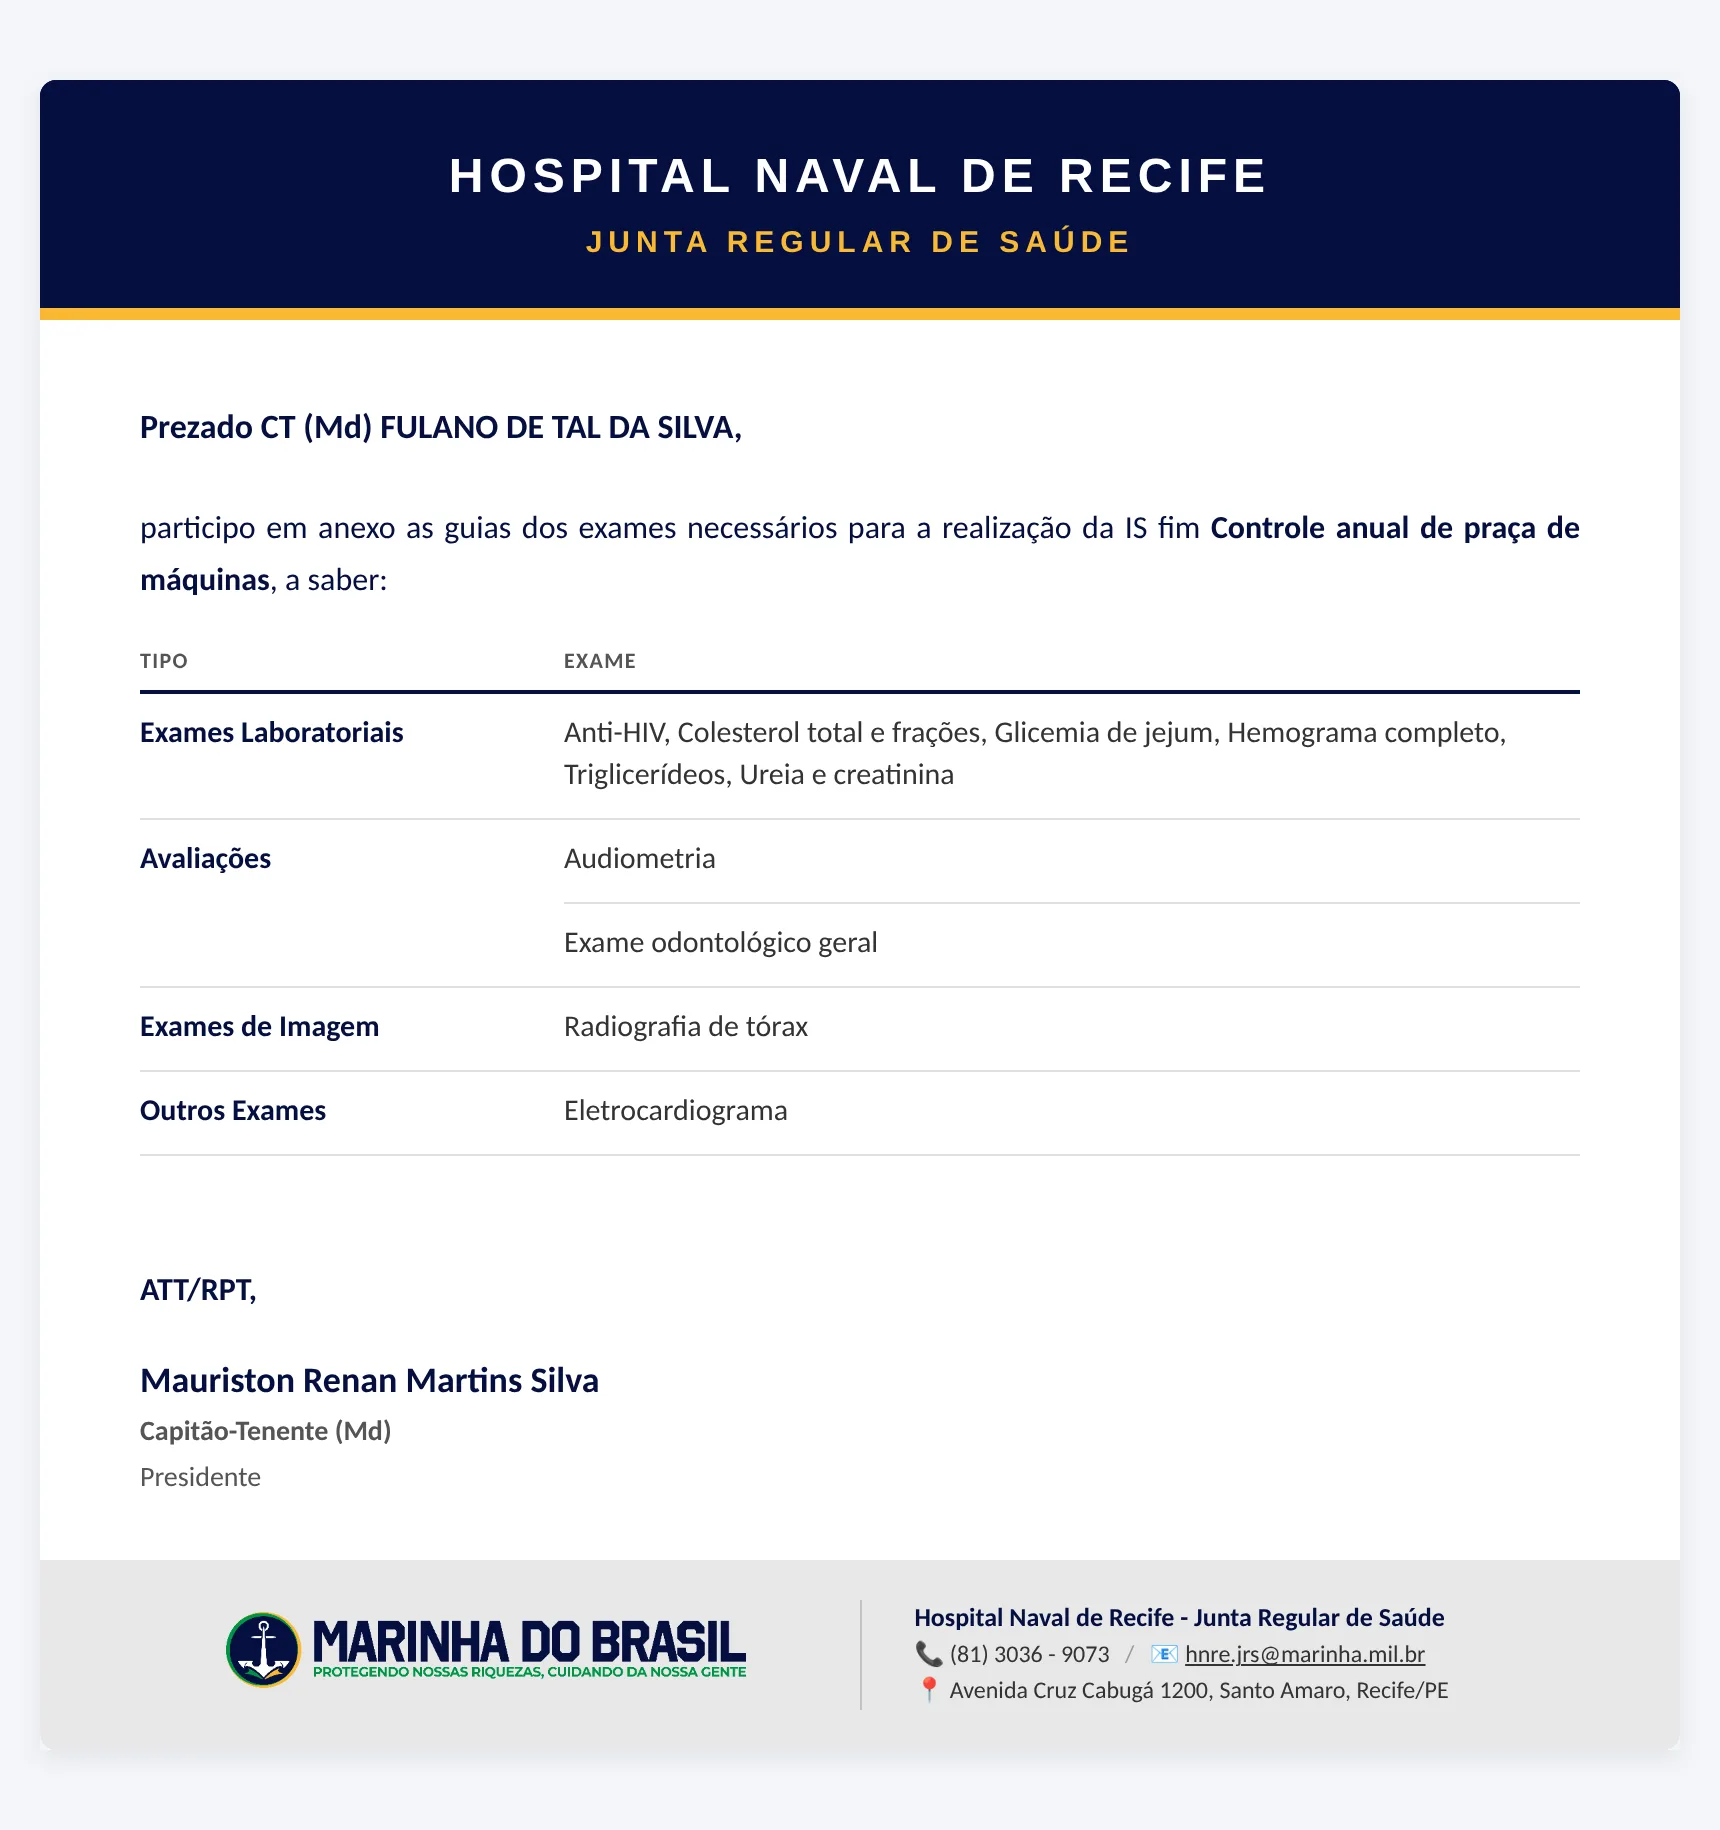 HOSPITAL NAVAL DE RECIFE
JUNTA REGULAR DE SAÚDE
Prezado CT (Md) FULANO DE TAL DA SILVA,
participo em anexo as guias dos exames necessários para a realização da IS fim Controle anual de praça de
máquinas, a saber:
TIPO EXAME
Exames Laboratoriais Anti-HIV, Colesterol total e frações, Glicemia de jejum, Hemograma completo,
Triglicerídeos, Ureia e creatinina
Avaliações Audiometria
Exame odontológico geral
Exames de Imagem Radiografia de tórax
Outros Exames Eletrocardiograma
ATT/RPT,
Mauriston Renan Martins Silva
Capitão-Tenente (Md)
Presidente
MARINHA DO BRASIL
PROTEGENDO NOSSAS RIQUEZAS, CUIDANDO DA NOSSA GENTE
Hospital Naval de Recife - Junta Regular de Saúde
📞 (81) 3036 - 9073 / 📧 hnre.jrs@marinha.mil.br
📍 Avenida Cruz Cabugá 1200, Santo Amaro, Recife/PE